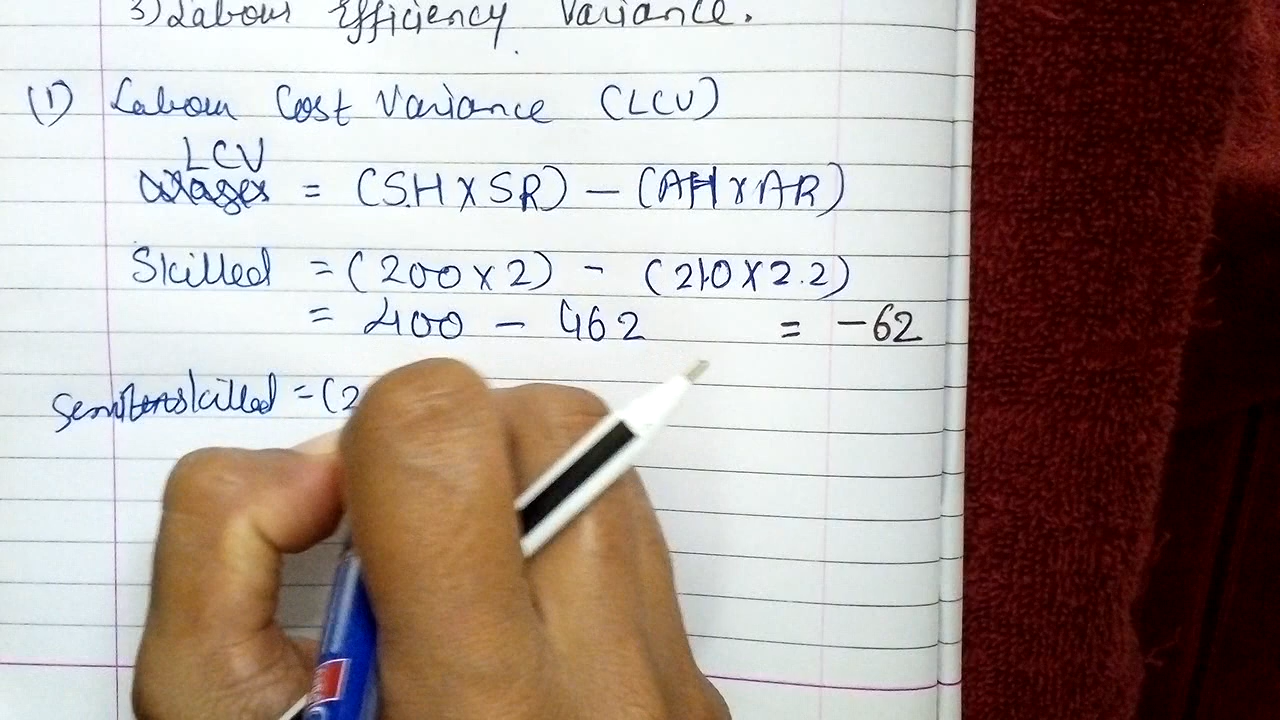 3) Labour Efficiency Variance.
(1) Labour Cost Variance (LCV)
LCV
= (SH X SR) - (AH X AR)
Skilled = (200 x 2) - (210 X 2.2)
= 400 - 462 = -62
= (2